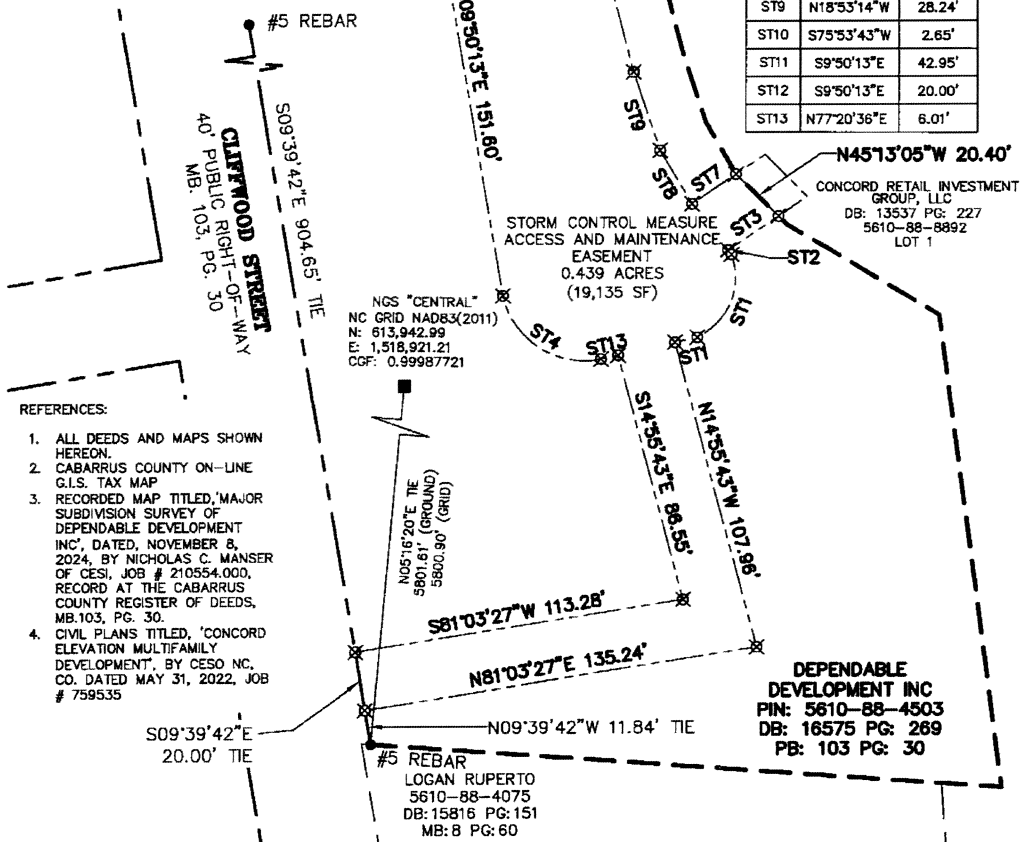 #5 REBAR
S09°39'42"E 904.65' TIE
CLIFFWOOD STREET
40' PUBLIC RIGHT-OF-WAY
MB. 103, PG. 30
S09°50'13"E 151.60'
ST9 N18°53'14"W 28.24'
ST10 S75°53'43"W 2.65'
ST11 S9°50'13"E 42.95'
ST12 S9°50'13"E 20.00'
ST13 N77°20'36"E 6.01'
ST9
ST8
ST7
N45°13'05"W 20.40'
CONCORD RETAIL INVESTMENT
GROUP, LLC
DB: 13537 PG: 227
5610-88-8892
LOT 1
ST3
ST2
STORM CONTROL MEASURE
ACCESS AND MAINTENANCE
EASEMENT
0.439 ACRES
(19,135 SF)
ST1
ST4
ST13
ST1
NGS "CENTRAL"
NC GRID NAD83(2011)
N: 613,942.99
E: 1,518,921.21
CGF: 0.99987721
N05°16'20"E TIE
5801.61' (GROUND)
5800.90' (GRID)
S14°55'43"E 86.55'
N14°55'43"W 107.96'
REFERENCES:
1. ALL DEEDS AND MAPS SHOWN
HEREON.
2. CABARRUS COUNTY ON-LINE
G.I.S. TAX MAP
3. RECORDED MAP TITLED,'MAJOR
SUBDIVISION SURVEY OF
DEPENDABLE DEVELOPMENT
INC', DATED, NOVEMBER 8,
2024, BY NICHOLAS C. MANSER
OF CESI, JOB # 210554.000,
RECORD AT THE CABARRUS
COUNTY REGISTER OF DEEDS,
MB.103, PG. 30.
4. CIVIL PLANS TITLED, 'CONCORD
ELEVATION MULTIFAMILY
DEVELOPMENT', BY CESO NC,
CO. DATED MAY 31, 2022, JOB
# 759535
S81°03'27"W 113.28'
N81°03'27"E 135.24'
S09°39'42"E
20.00' TIE
N09°39'42"W 11.84' TIE
DEPENDABLE
DEVELOPMENT INC
PIN: 5610-88-4503
DB: 16575 PG: 269
PB: 103 PG: 30
#5 REBAR
LOGAN RUPERTO
5610-88-4075
DB:15816 PG:151
MB:8 PG:60